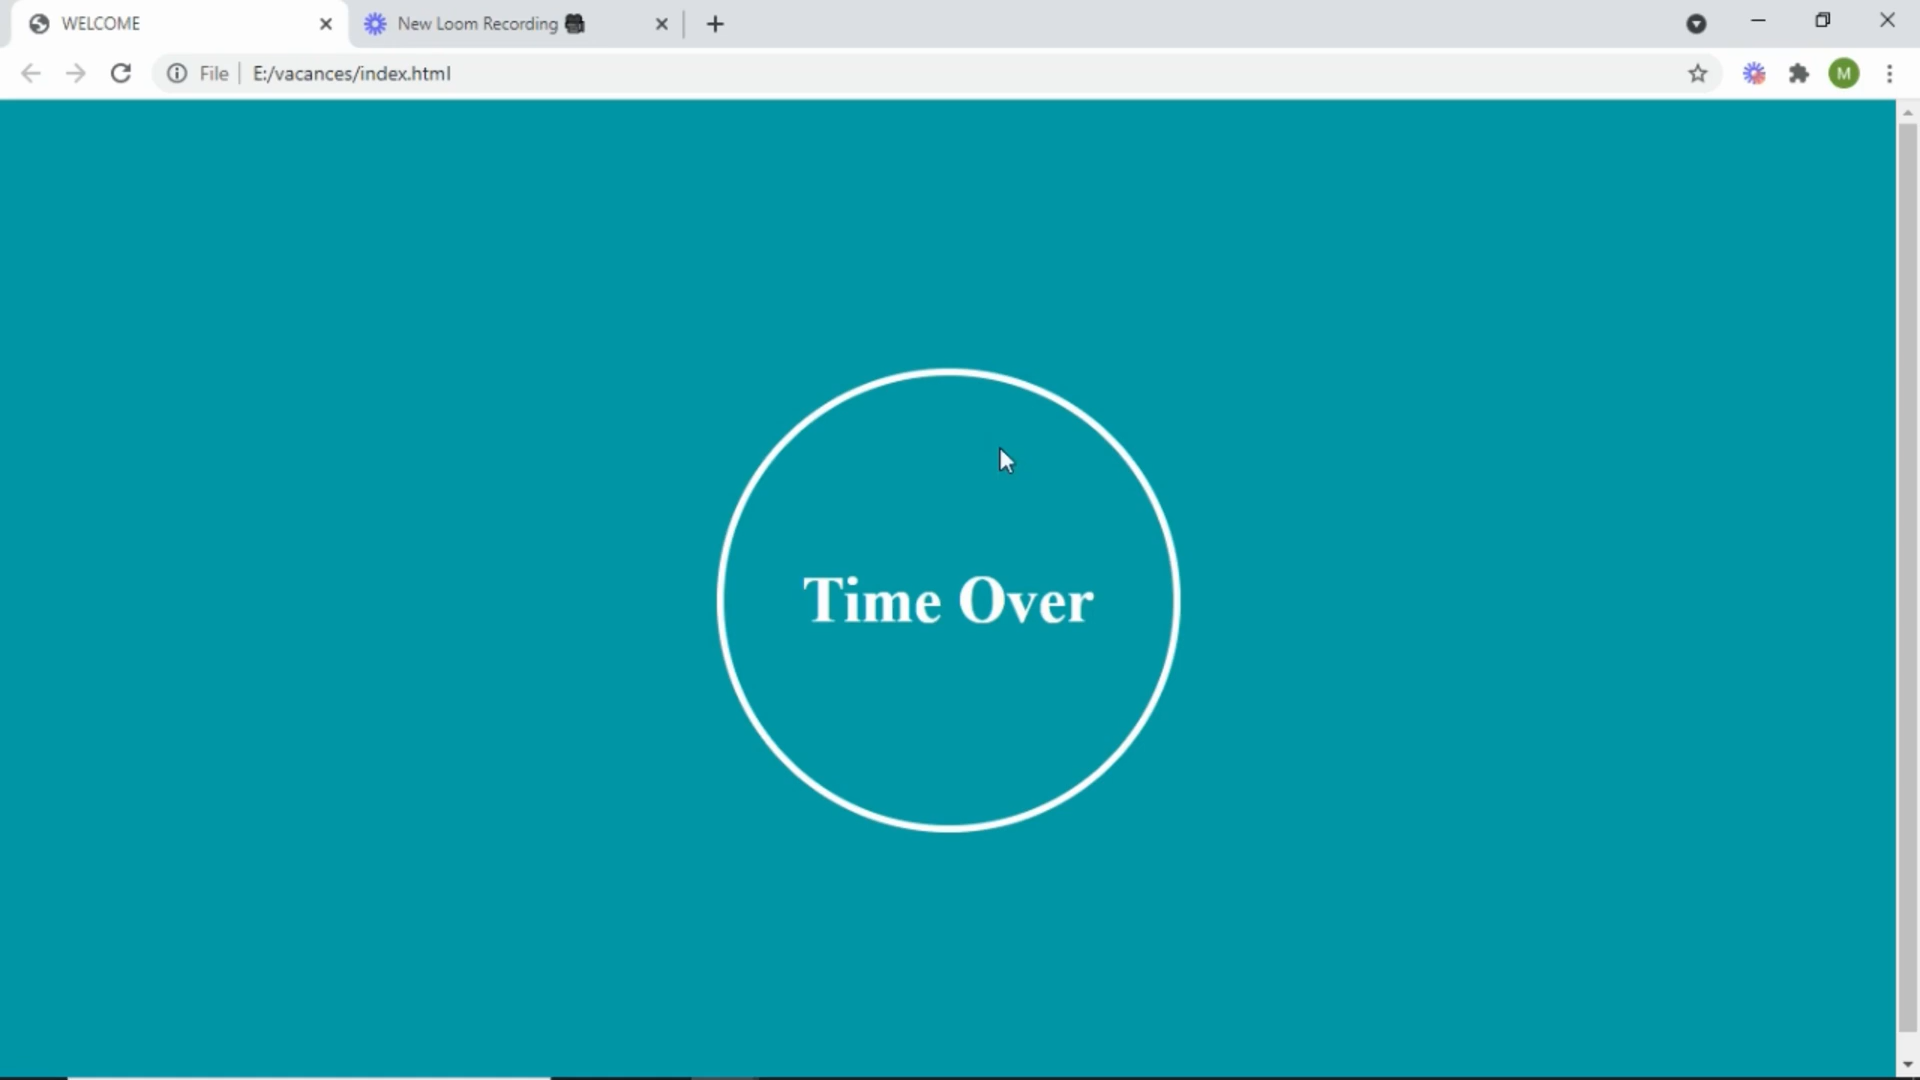 WELCOME
New Loom Recording
File
E:/vacances/index.html
M
Time Over